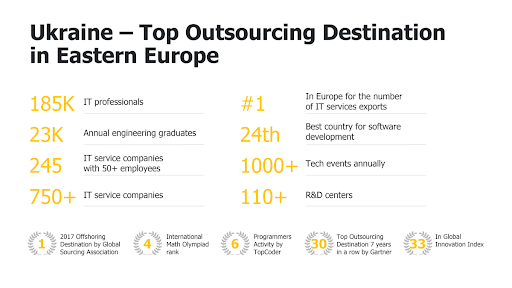 Ukraine – Top Outsourcing Destination
in Eastern Europe
185K IT professionals
23K Annual engineering graduates
245 IT service companies
with 50+ employees
750+ IT service companies
#1 In Europe for the number
of IT services exports
24th Best country for software
development
1000+ Tech events annually
110+ R&D centers
1 2017 Offshoring
Destination by Global
Sourcing Association
4 International
Math Olympiad
rank
6 Programmers
Activity by
TopCoder
30 Top Outsourcing
Destination 7 years
in a row by Gartner
33 In Global
Innovation Index